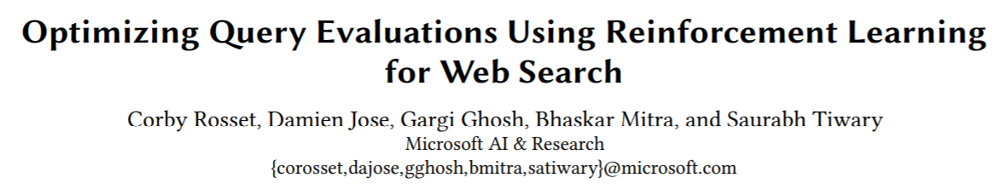 Optimizing Query Evaluations Using Reinforcement Learning
for Web Search
Corby Rosset, Damien Jose, Gargi Ghosh, Bhaskar Mitra, and Saurabh Tiwary
Microsoft AI & Research
{corosset,dajose,gghosh,bmitra,satiwary}@microsoft.com